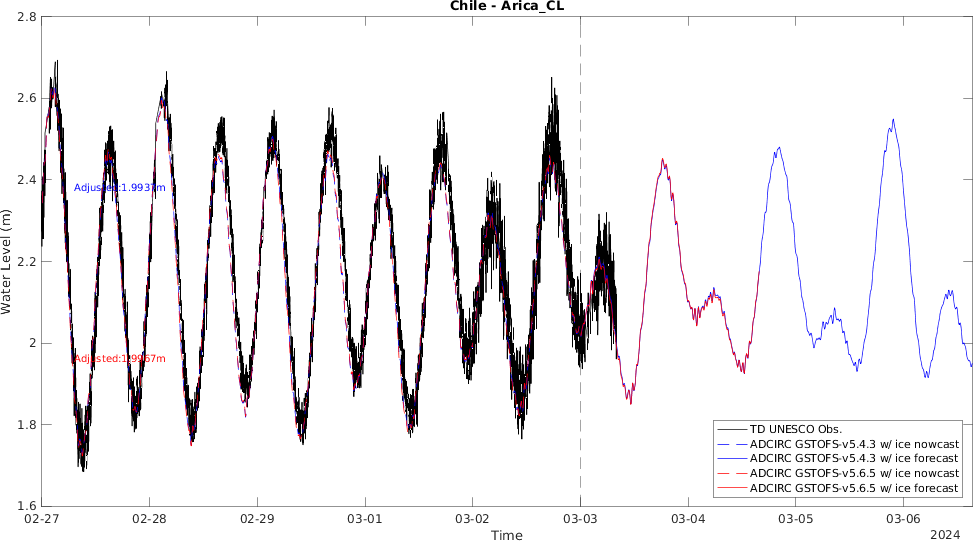 Chile - Arica_CL
2.8
2.6
2.4
2.2
2
1.8
1.6
Water Level (m)
Adjusted:1.9937m
Adjusted:1.9967m
TD UNESCO Obs.
ADCIRC GSTOFS-v5.4.3 w/ ice nowcast
ADCIRC GSTOFS-v5.4.3 w/ ice forecast
ADCIRC GSTOFS-v5.6.5 w/ ice nowcast
ADCIRC GSTOFS-v5.6.5 w/ ice forecast
02-27 02-28 02-29 03-01 03-02 03-03 03-04 03-05 03-06
Time
2024